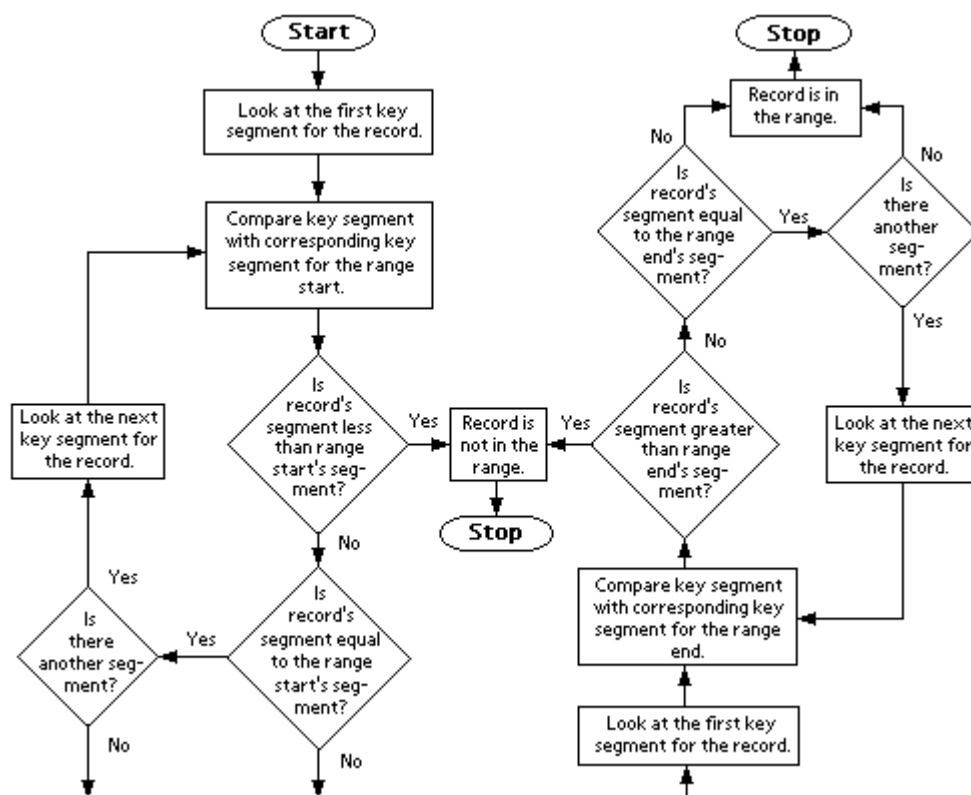 Start
Look at the first key
segment for the record.
Compare key segment
with corresponding key
segment for the range
start.
Is
record's
segment less
than range
start's seg-
ment?
Yes
No
Is
record's
segment equal
to the range
start's seg-
ment?
Yes
No
Is
there
another seg-
ment?
Yes
No
Look at the next
key segment for
the record.
Record is
not in the
range.
Stop
Stop
Record is in
the range.
No
Is
record's
segment equal
to the range
end's seg-
ment?
Yes
No
Is
there
another
seg-
ment?
Yes
Look at the next
key segment for
the record.
No
Is
record's
segment greater
than range
end's seg-
ment?
Yes
Compare key segment
with corresponding key
segment for the range
end.
Look at the first key
segment for the record.